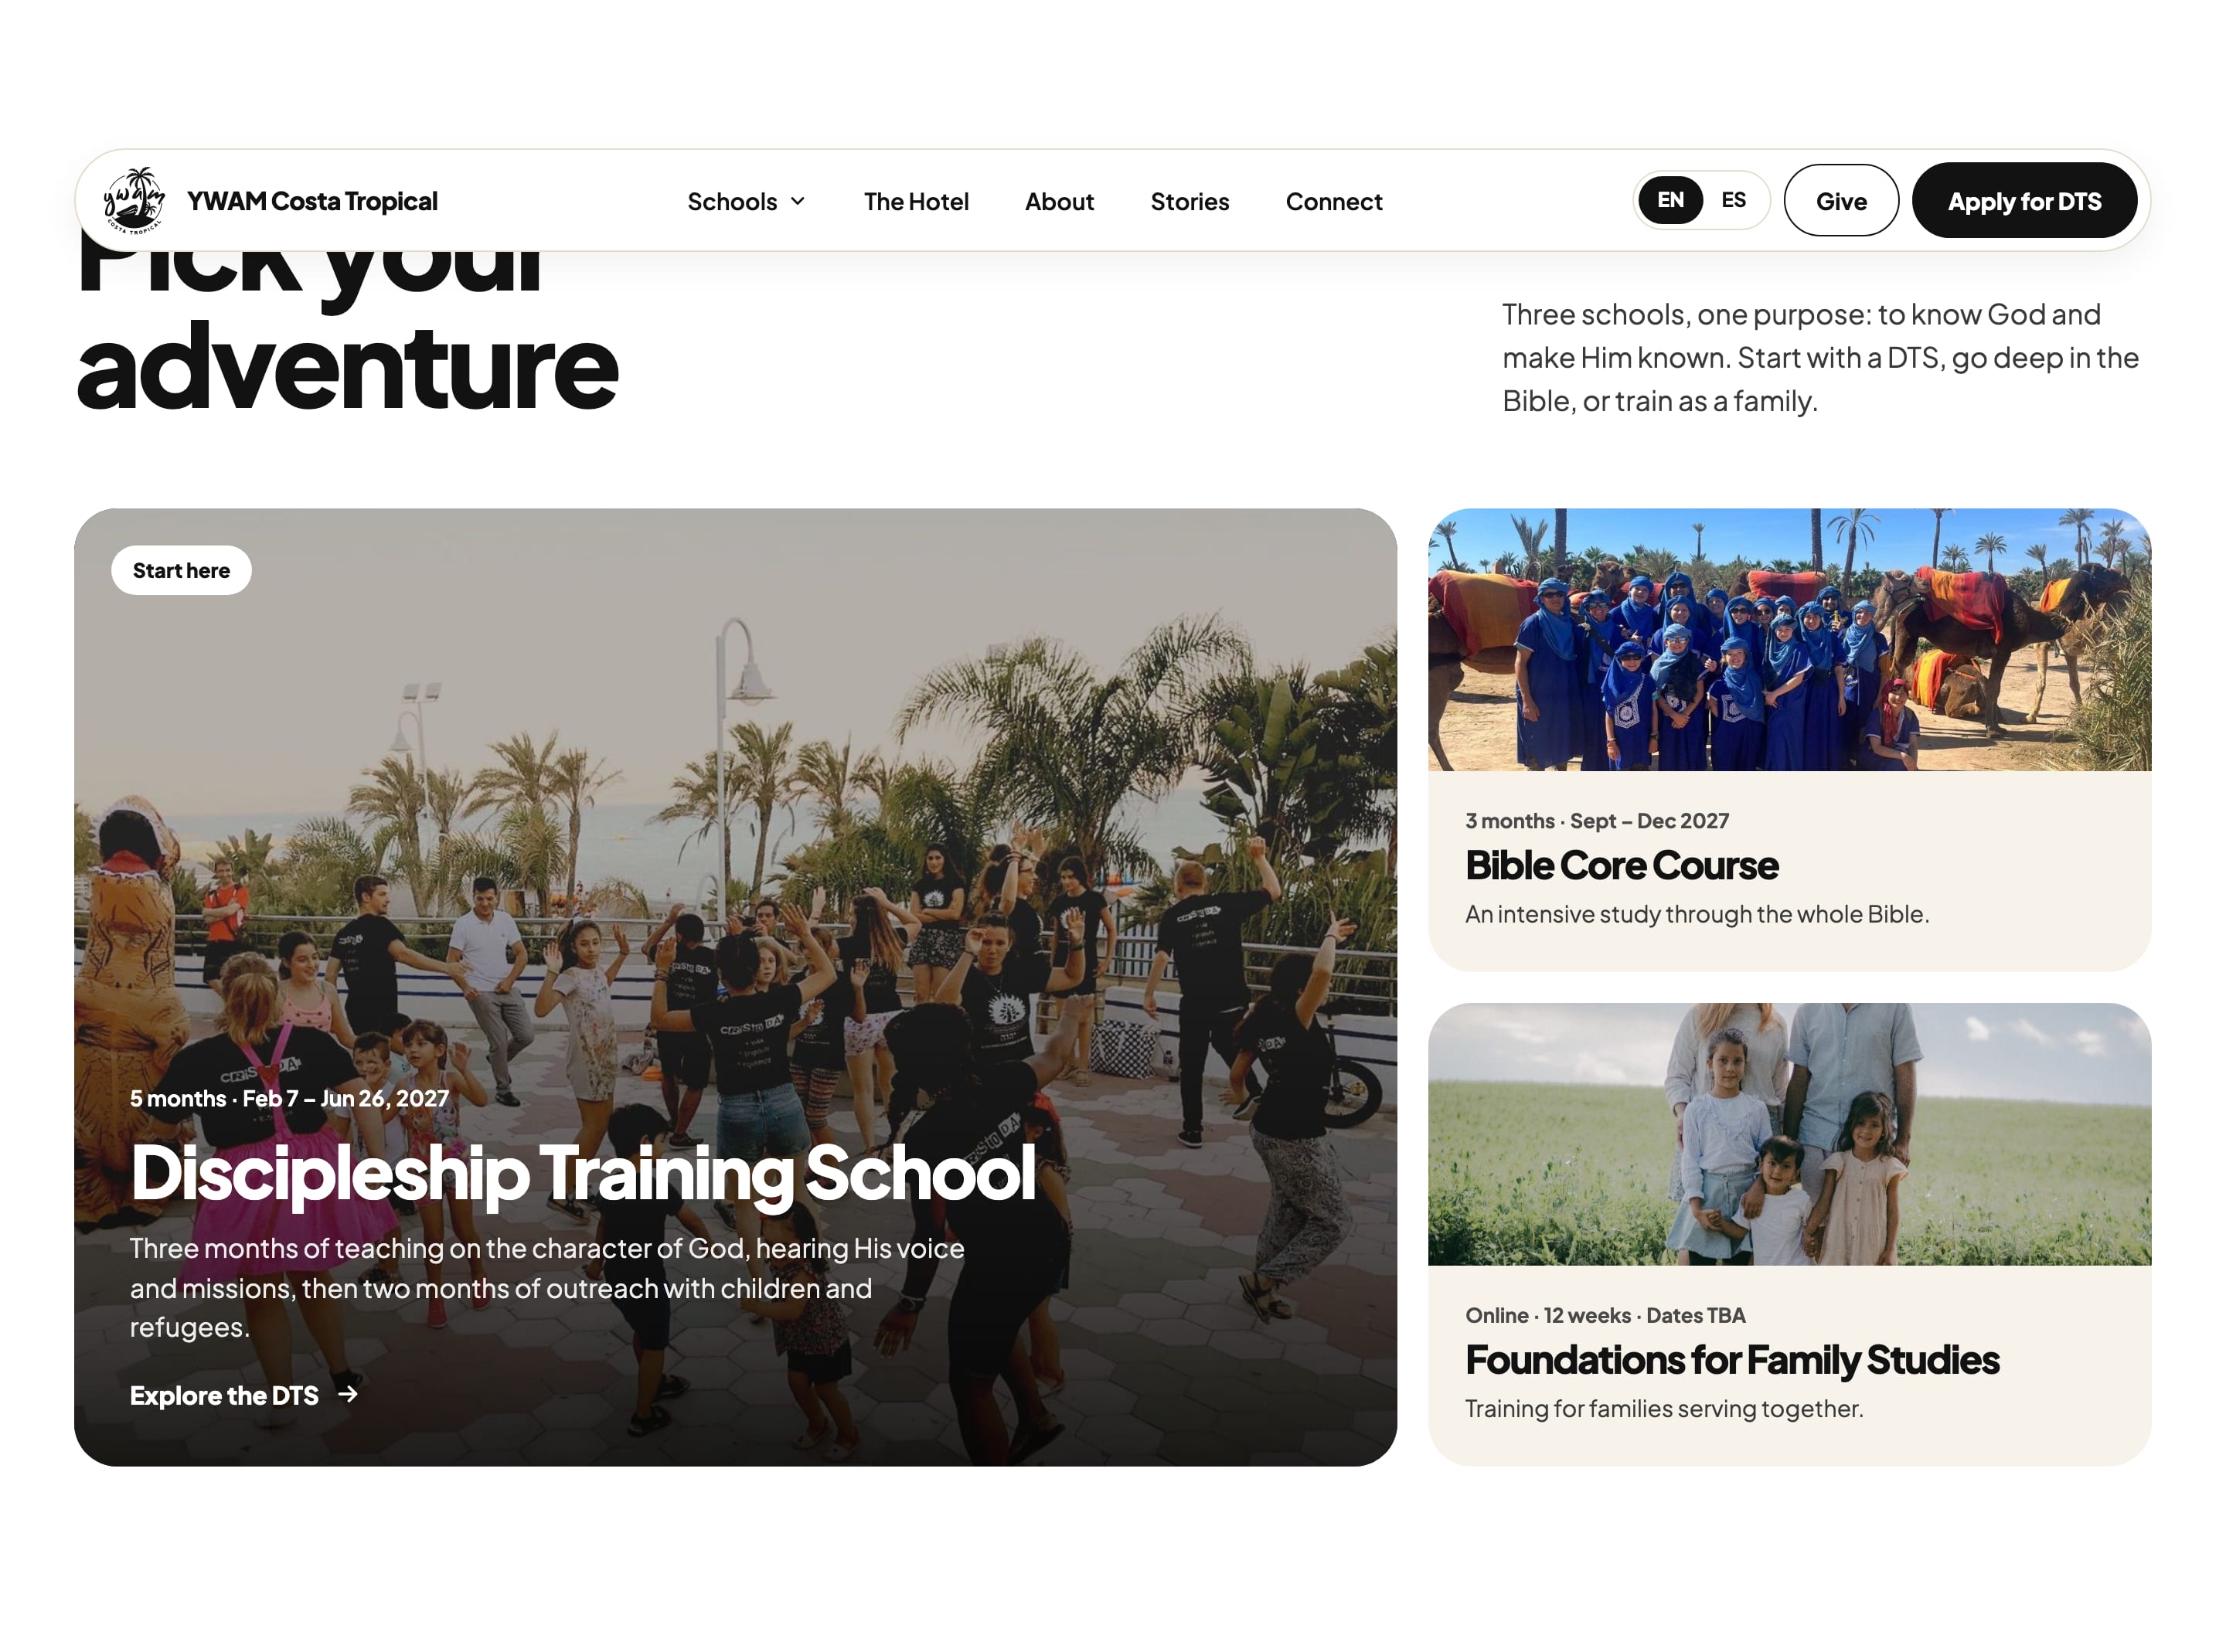 ywam
COSTA TROPICAL
YWAM Costa Tropical
Schools
The Hotel
About
Stories
Connect
EN
ES
Give
Apply for DTS
Pick your
adventure
Three schools, one purpose: to know God and
make Him known. Start with a DTS, go deep in the
Bible, or train as a family.
Start here
5 months · Feb 7 – Jun 26, 2027
Discipleship Training School
Three months of teaching on the character of God, hearing His voice
and missions, then two months of outreach with children and
refugees.
Explore the DTS →
3 months · Sept – Dec 2027
Bible Core Course
An intensive study through the whole Bible.
Online · 12 weeks · Dates TBA
Foundations for Family Studies
Training for families serving together.